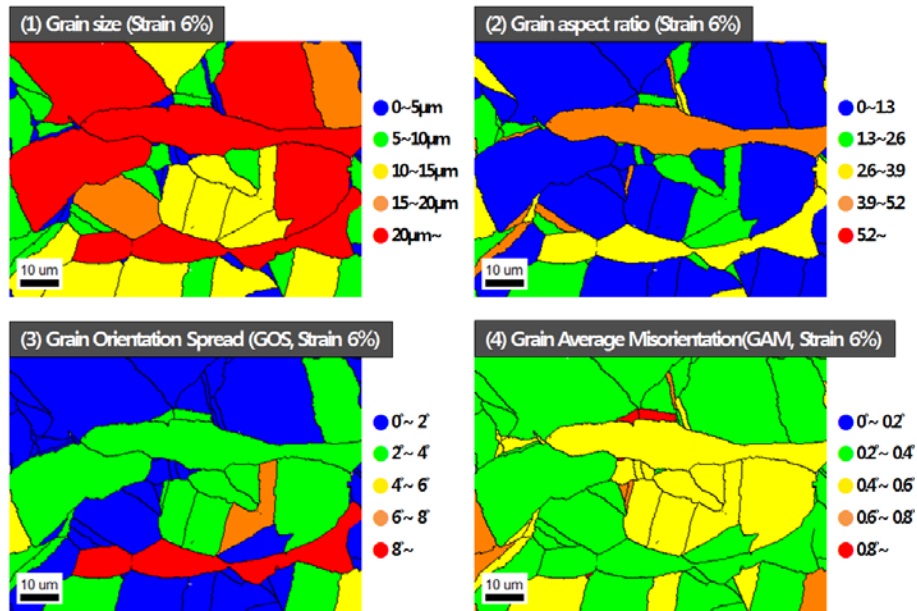 (1) Grain size (Strain 6%)
0~5μm
5~10μm
10~15μm
15~20μm
20μm~
10 um
(2) Grain aspect ratio (Strain 6%)
0~1.3
1.3~2.6
2.6~3.9
3.9~5.2
5.2~
10 um
(3) Grain Orientation Spread (GOS, Strain 6%)
0°~ 2°
2°~ 4°
4°~ 6°
6°~ 8°
8°~
10 um
(4) Grain Average Misorientation(GAM, Strain 6%)
0°~ 0.2°
0.2°~ 0.4°
0.4°~ 0.6°
0.6°~ 0.8°
0.8°~
10 um